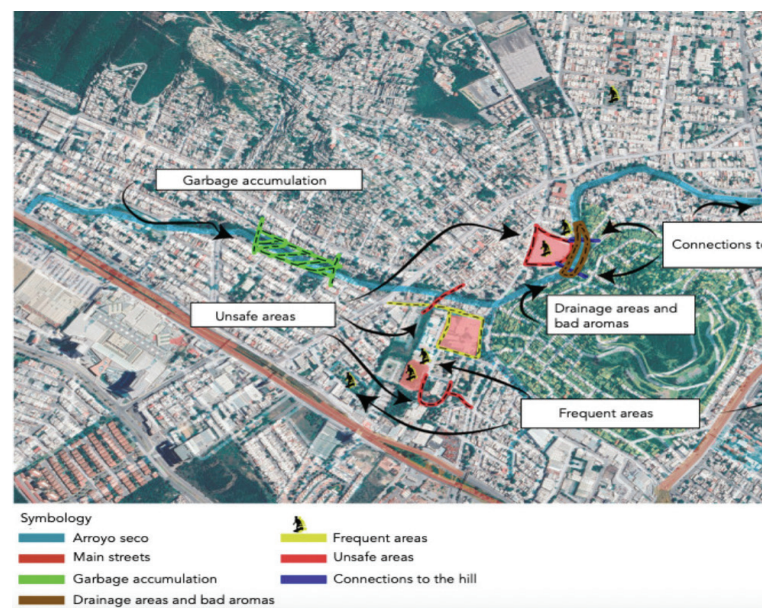 Garbage accumulation
Connections to
Unsafe areas
Drainage areas and
bad aromas
Frequent areas
Symbology
Arroyo seco
Main streets
Garbage accumulation
Drainage areas and bad aromas
Frequent areas
Unsafe areas
Connections to the hill